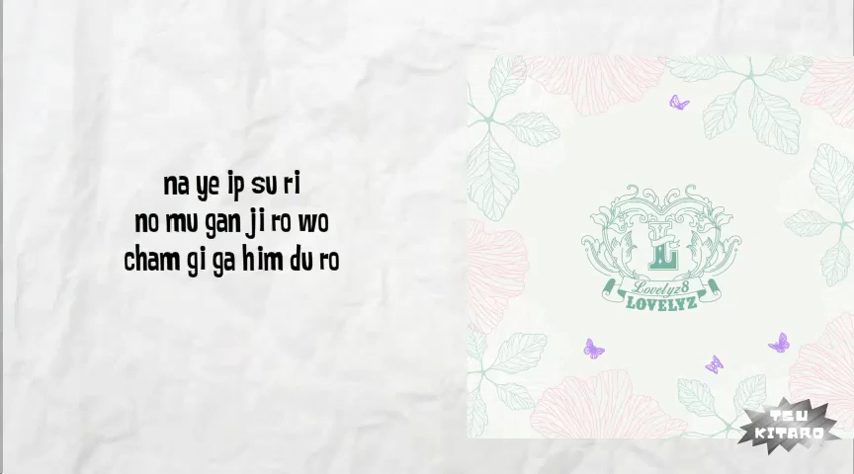 na ye ip su ri
no mu gan ji ro wo
cham gi ga him du ro
L
Lovelyz8
LOVELYZ
TSU
KITARO